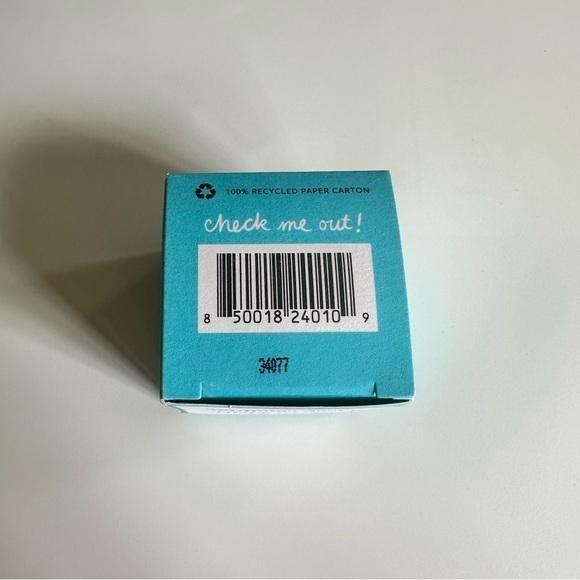 100% RECYCLED PAPER CARTON
check me out!
8 50018 24010 9
34077